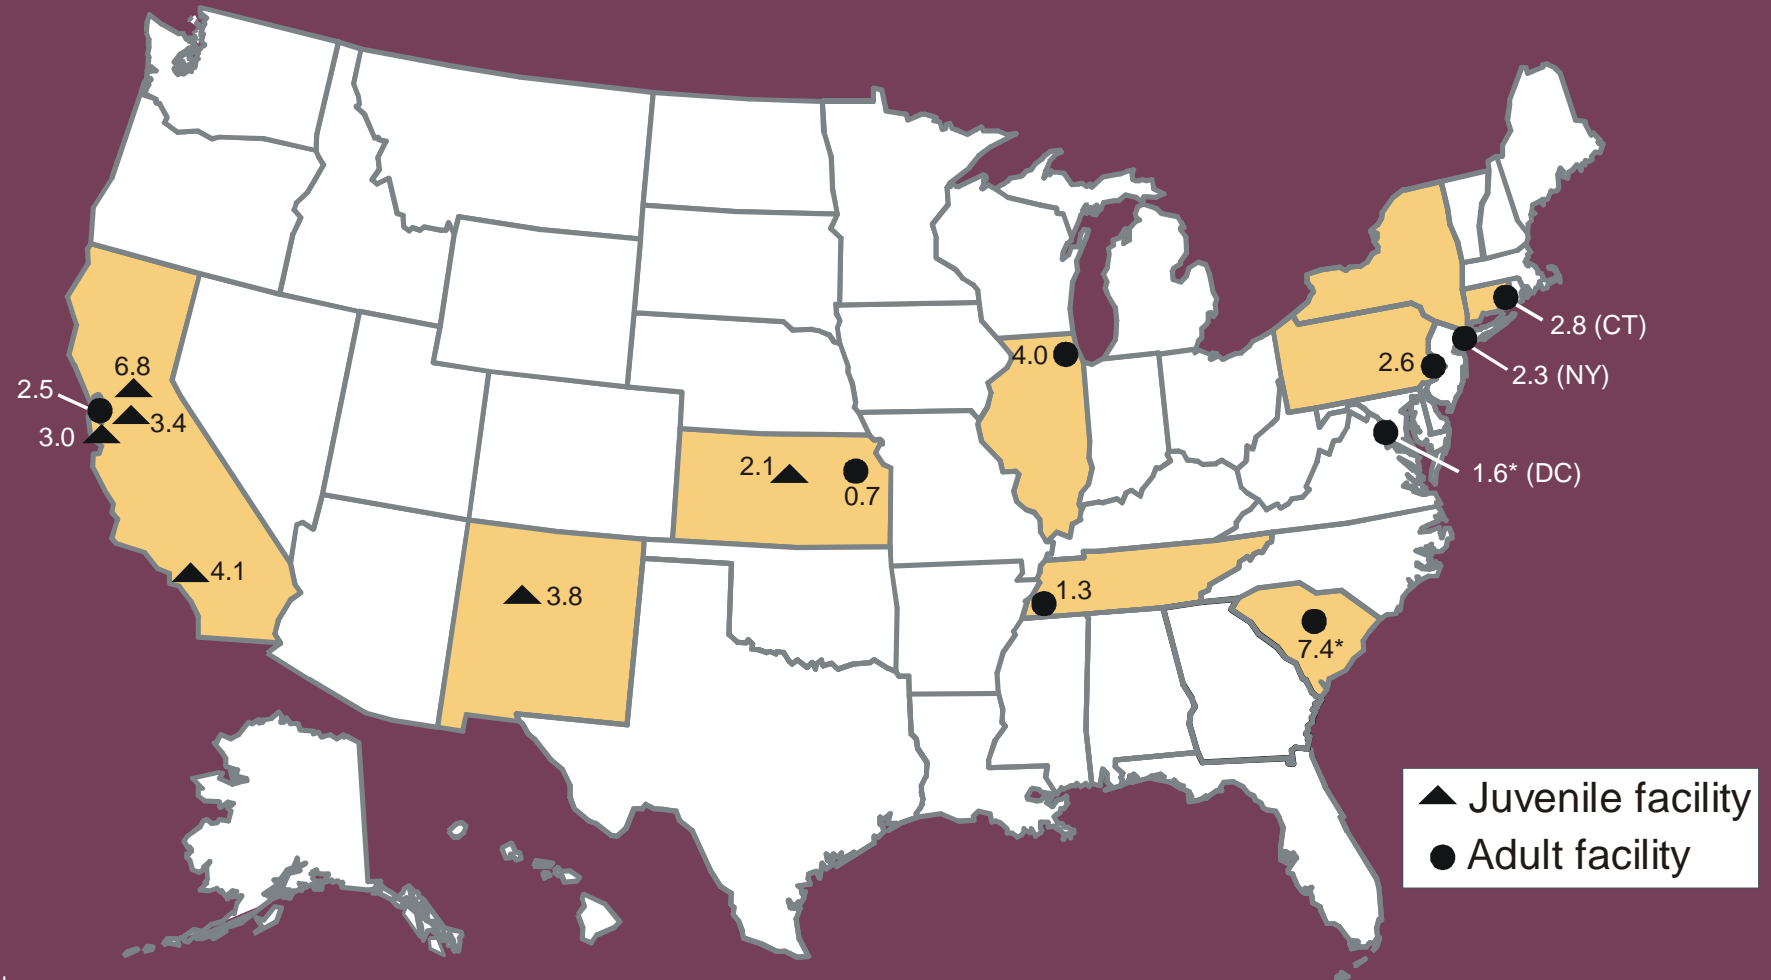 2.8 (CT)
2.3 (NY)
4.0
2.6
6.8
2.5
3.4
3.0
2.1
0.7
1.6* (DC)
4.1
3.8
1.3
7.4*
Juvenile facility
Adult facility